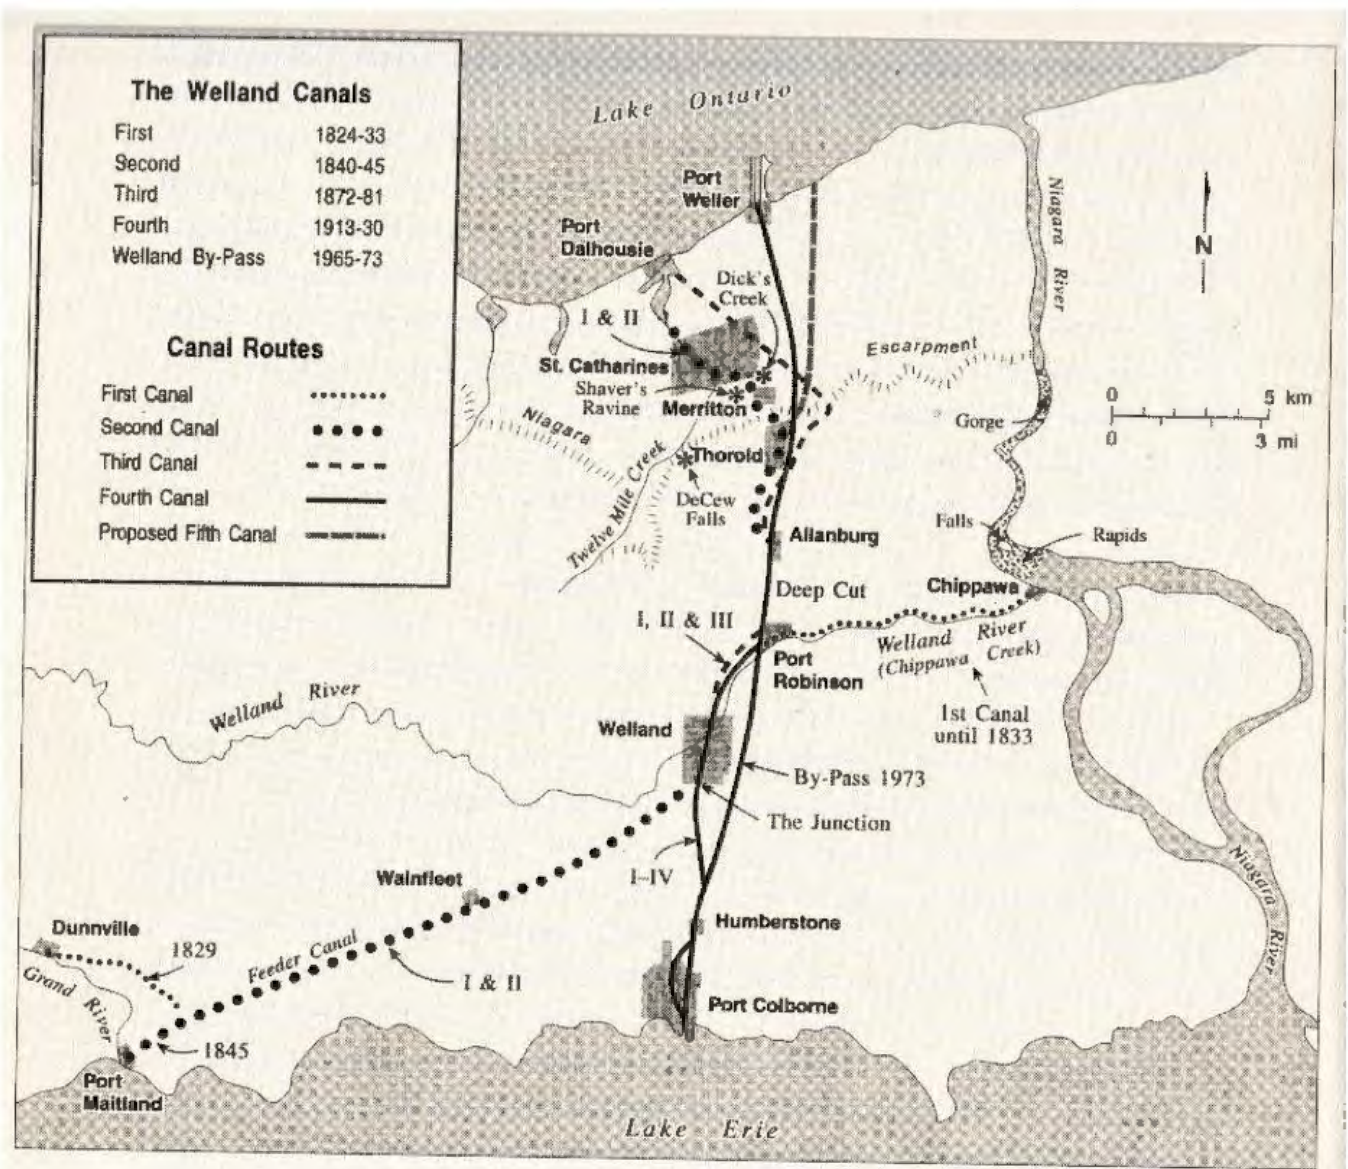 The Welland Canals
First 1824-33
Second 1840-45
Third 1872-81
Fourth 1913-30
Welland By-Pass 1965-73
Canal Routes
First Canal
Second Canal
Third Canal
Fourth Canal
Proposed Fifth Canal
Lake Ontario
Port
Weller
Port
Dalhousie
Dick's
Creek
I & II
St. Catharines
Shaver's
Ravine
Merritton
Niagara
Escarpment
Thorold
Twelve Mile Creek
DeCew
Falls
Allanburg
Deep Cut
Niagara River
N
0 5 km
0 3 mi
Gorge
Falls
Rapids
Chippawa
I, II & III
Port
Robinson
Welland River
(Chippawa Creek)
1st Canal
until 1833
Welland River
Welland
By-Pass 1973
The Junction
I-IV
Wainfleet
Humberstone
Dunnville
1829
Feeder Canal
I & II
Grand River
1845
Port
Maitland
Port Colborne
Niagara River
Lake Erie